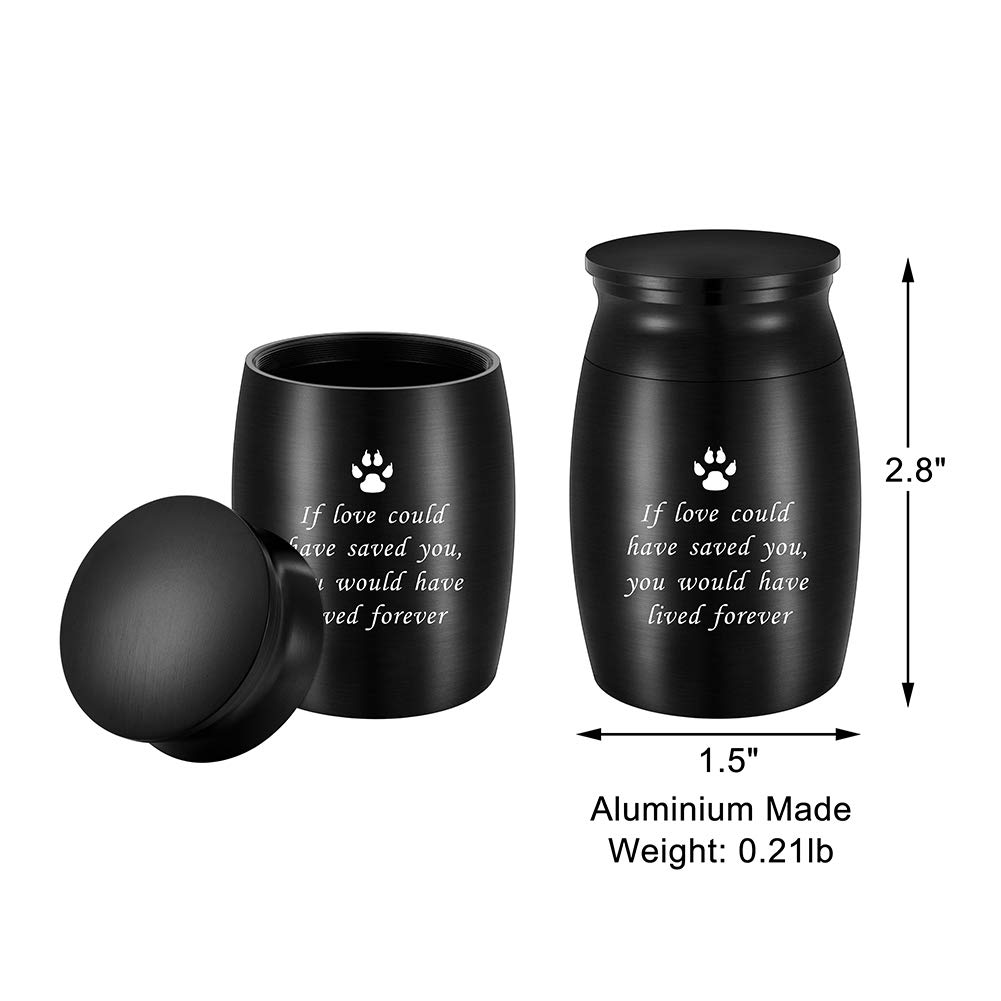 If love could
have saved you,
would have
ved forever
If love could
have saved you,
you would have
lived forever
2.8"
1.5"
Aluminium Made
Weight: 0.21lb